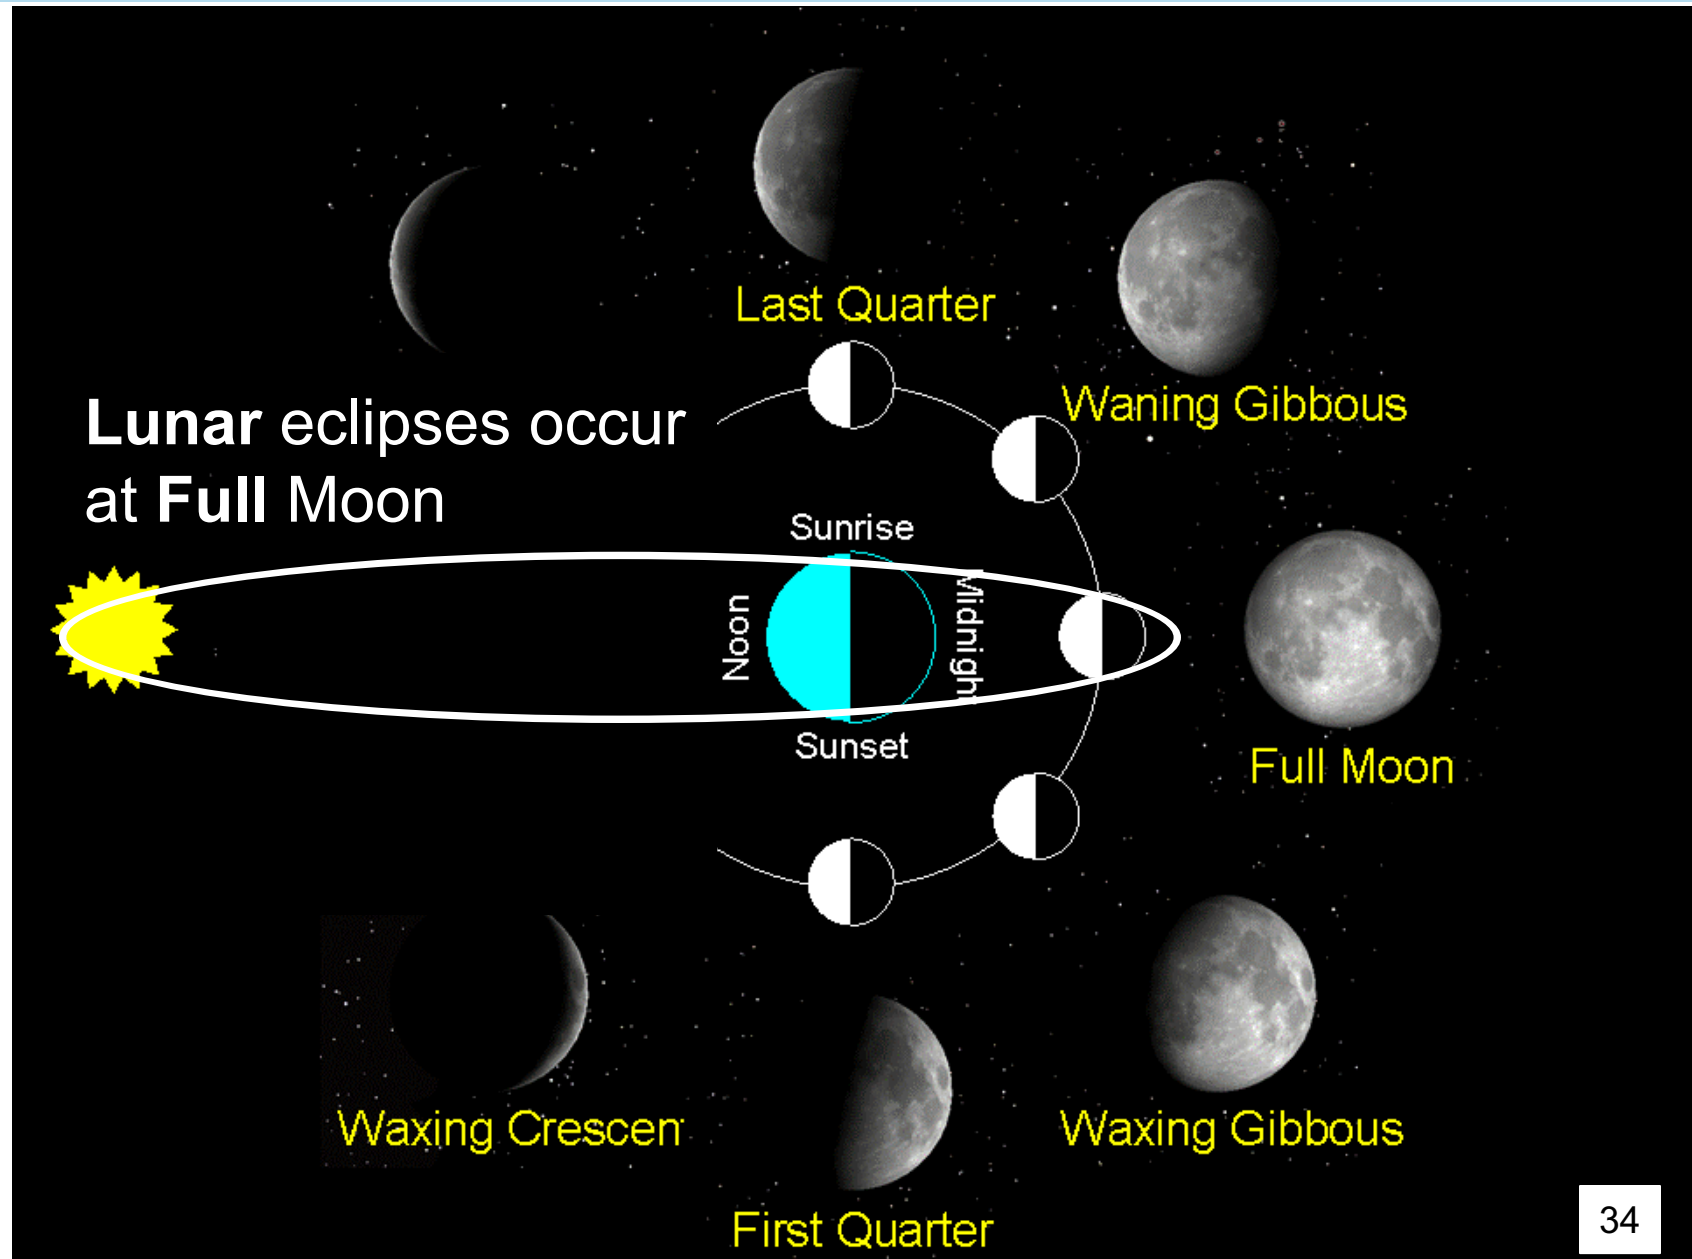 Last Quarter
Waning Gibbous
Lunar eclipses occur
at Full Moon
Sunrise
Noon
Midnight
Sunset
Full Moon
Waxing Crescen
Waxing Gibbous
First Quarter
34